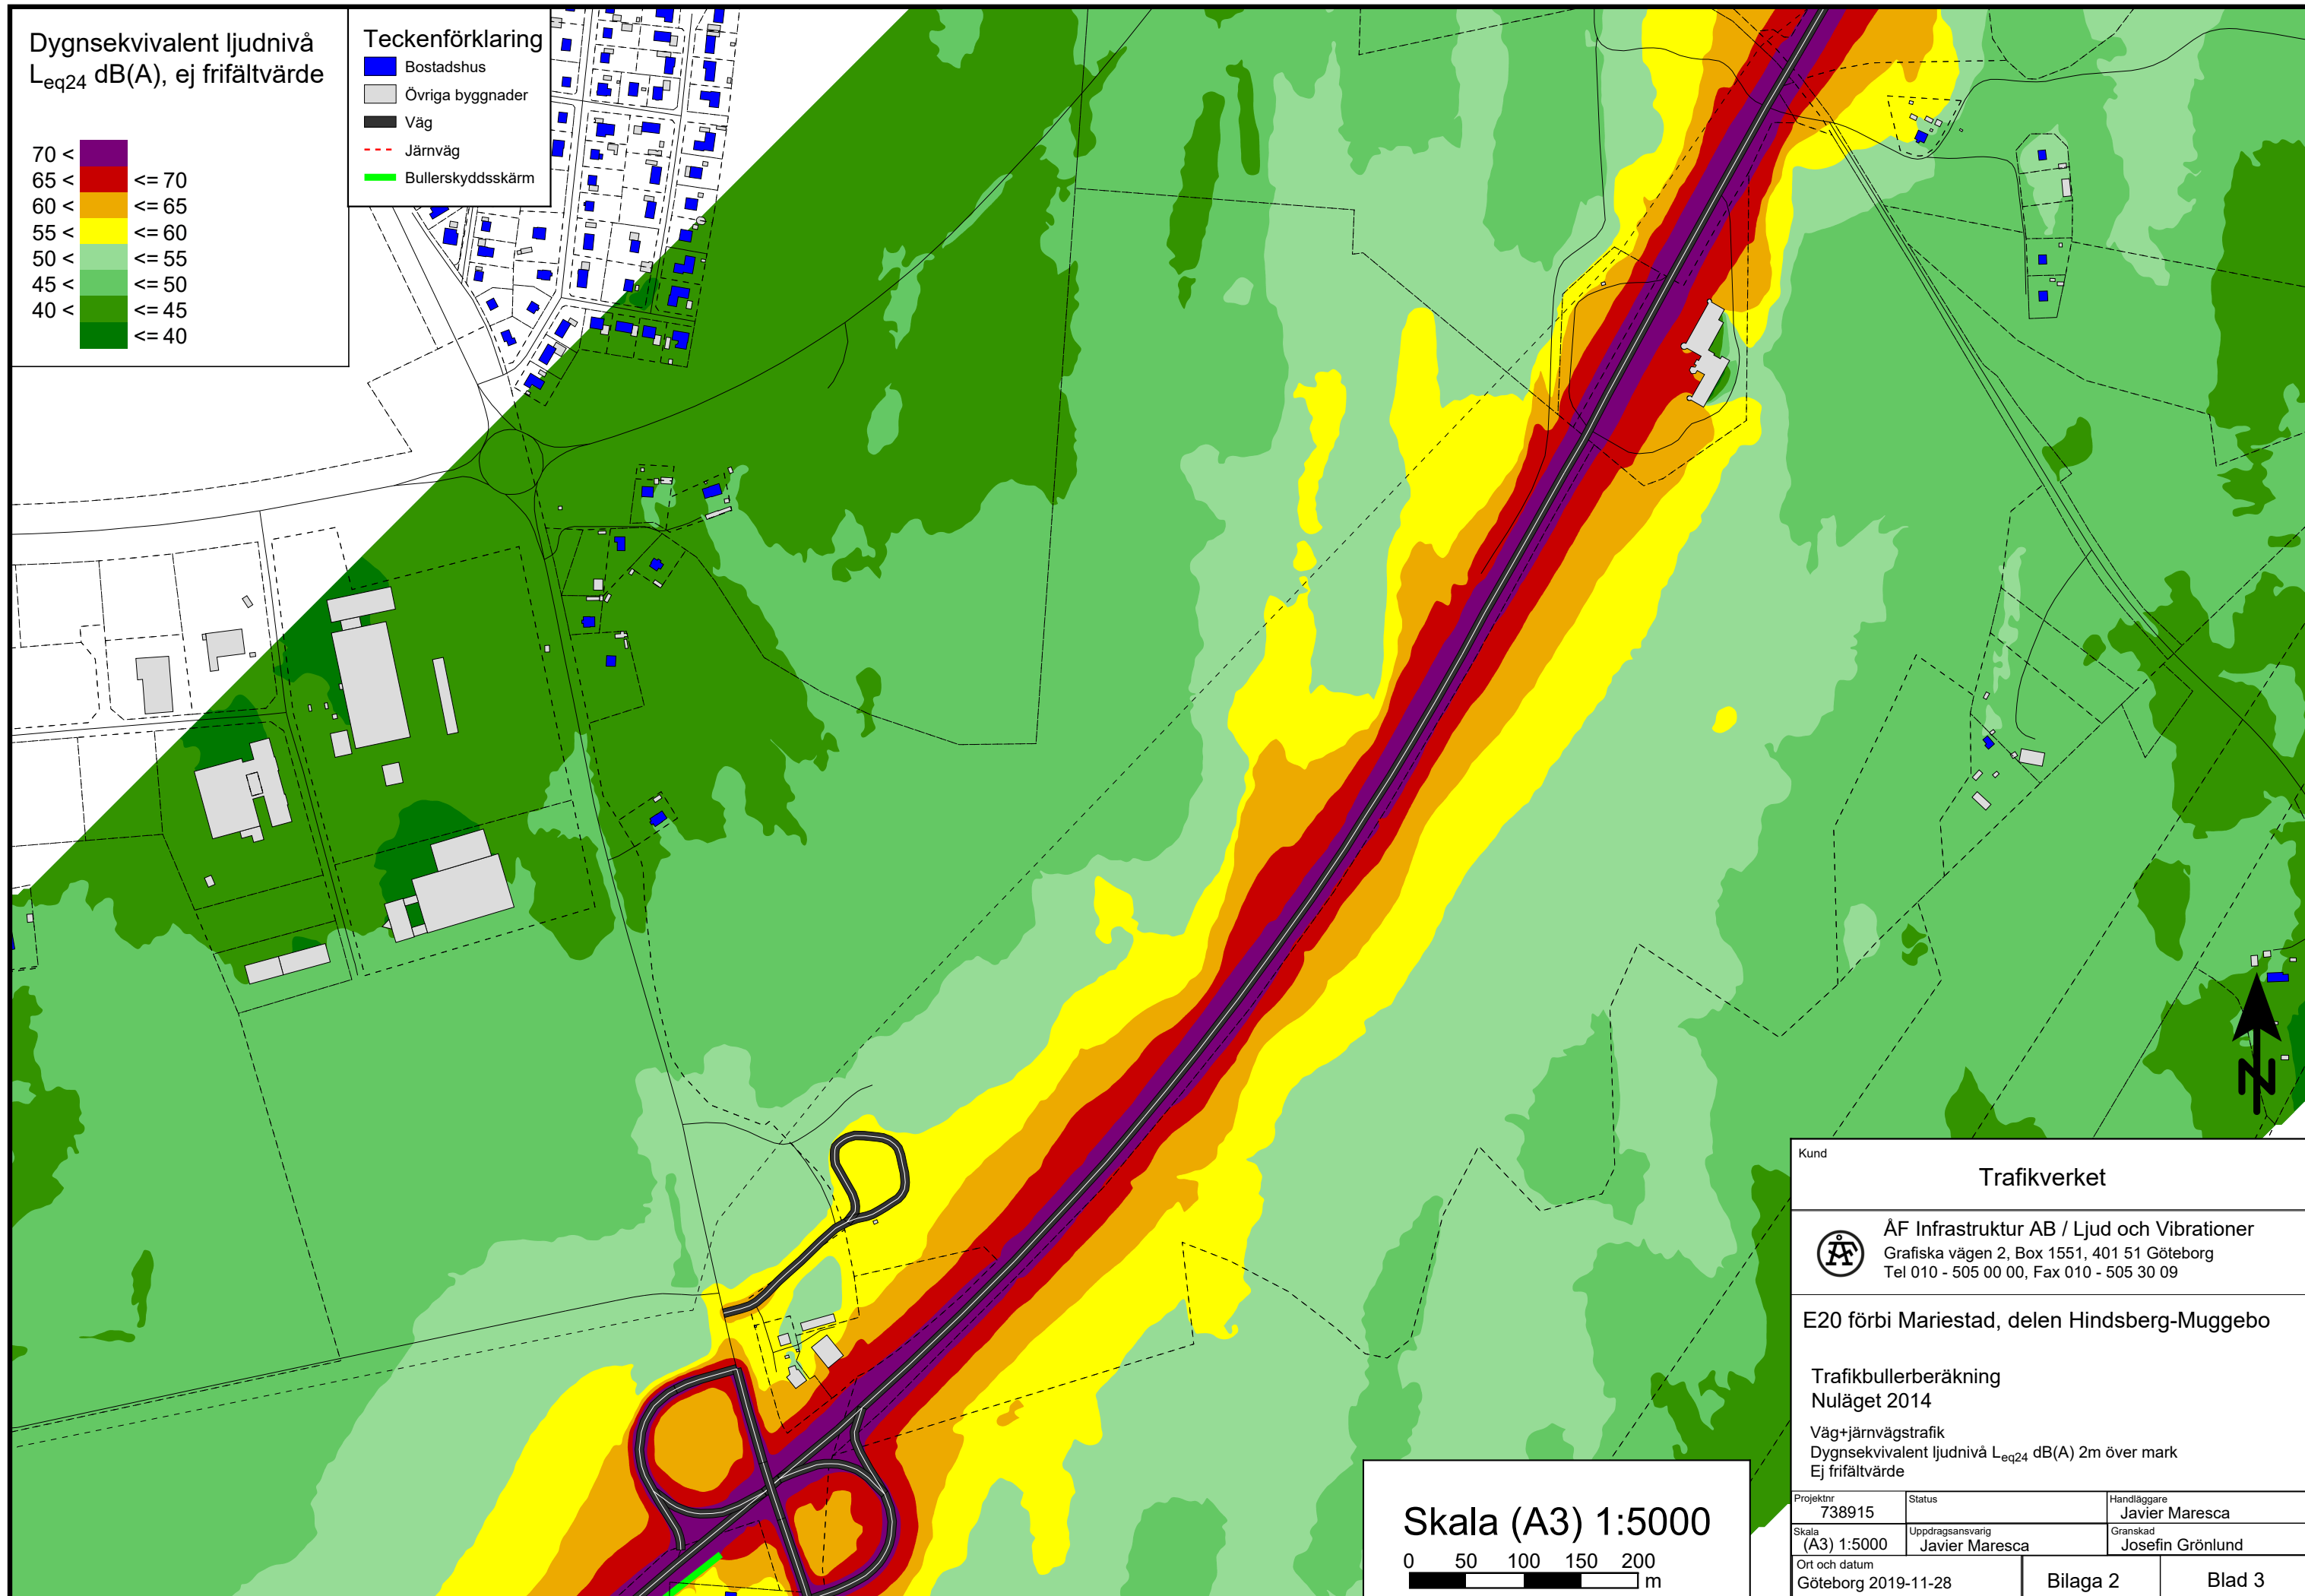 Dygnsekvivalent ljudnivå
Leq24 dB(A), ej frifältvärde
70 <
65 < <= 70
60 < <= 65
55 < <= 60
50 < <= 55
45 < <= 50
40 < <= 45
<= 40
Teckenförklaring
Bostadshus
Övriga byggnader
Väg
Järnväg
Bullerskyddsskärm
N
Skala (A3) 1:5000
0 50 100 150 200
m
Kund
Trafikverket
ÅF
ÅF Infrastruktur AB / Ljud och Vibrationer
Grafiska vägen 2, Box 1551, 401 51 Göteborg
Tel 010 - 505 00 00, Fax 010 - 505 30 09
E20 förbi Mariestad, delen Hindsberg-Muggebo
Trafikbullerberäkning
Nuläget 2014
Väg+järnvägstrafik
Dygnsekvivalent ljudnivå Leq24 dB(A) 2m över mark
Ej frifältvärde
Projektnr
738915
Status
Handläggare
Javier Maresca
Skala
(A3) 1:5000
Uppdragsansvarig
Javier Maresca
Granskad
Josefin Grönlund
Ort och datum
Göteborg 2019-11-28
Bilaga 2
Blad 3